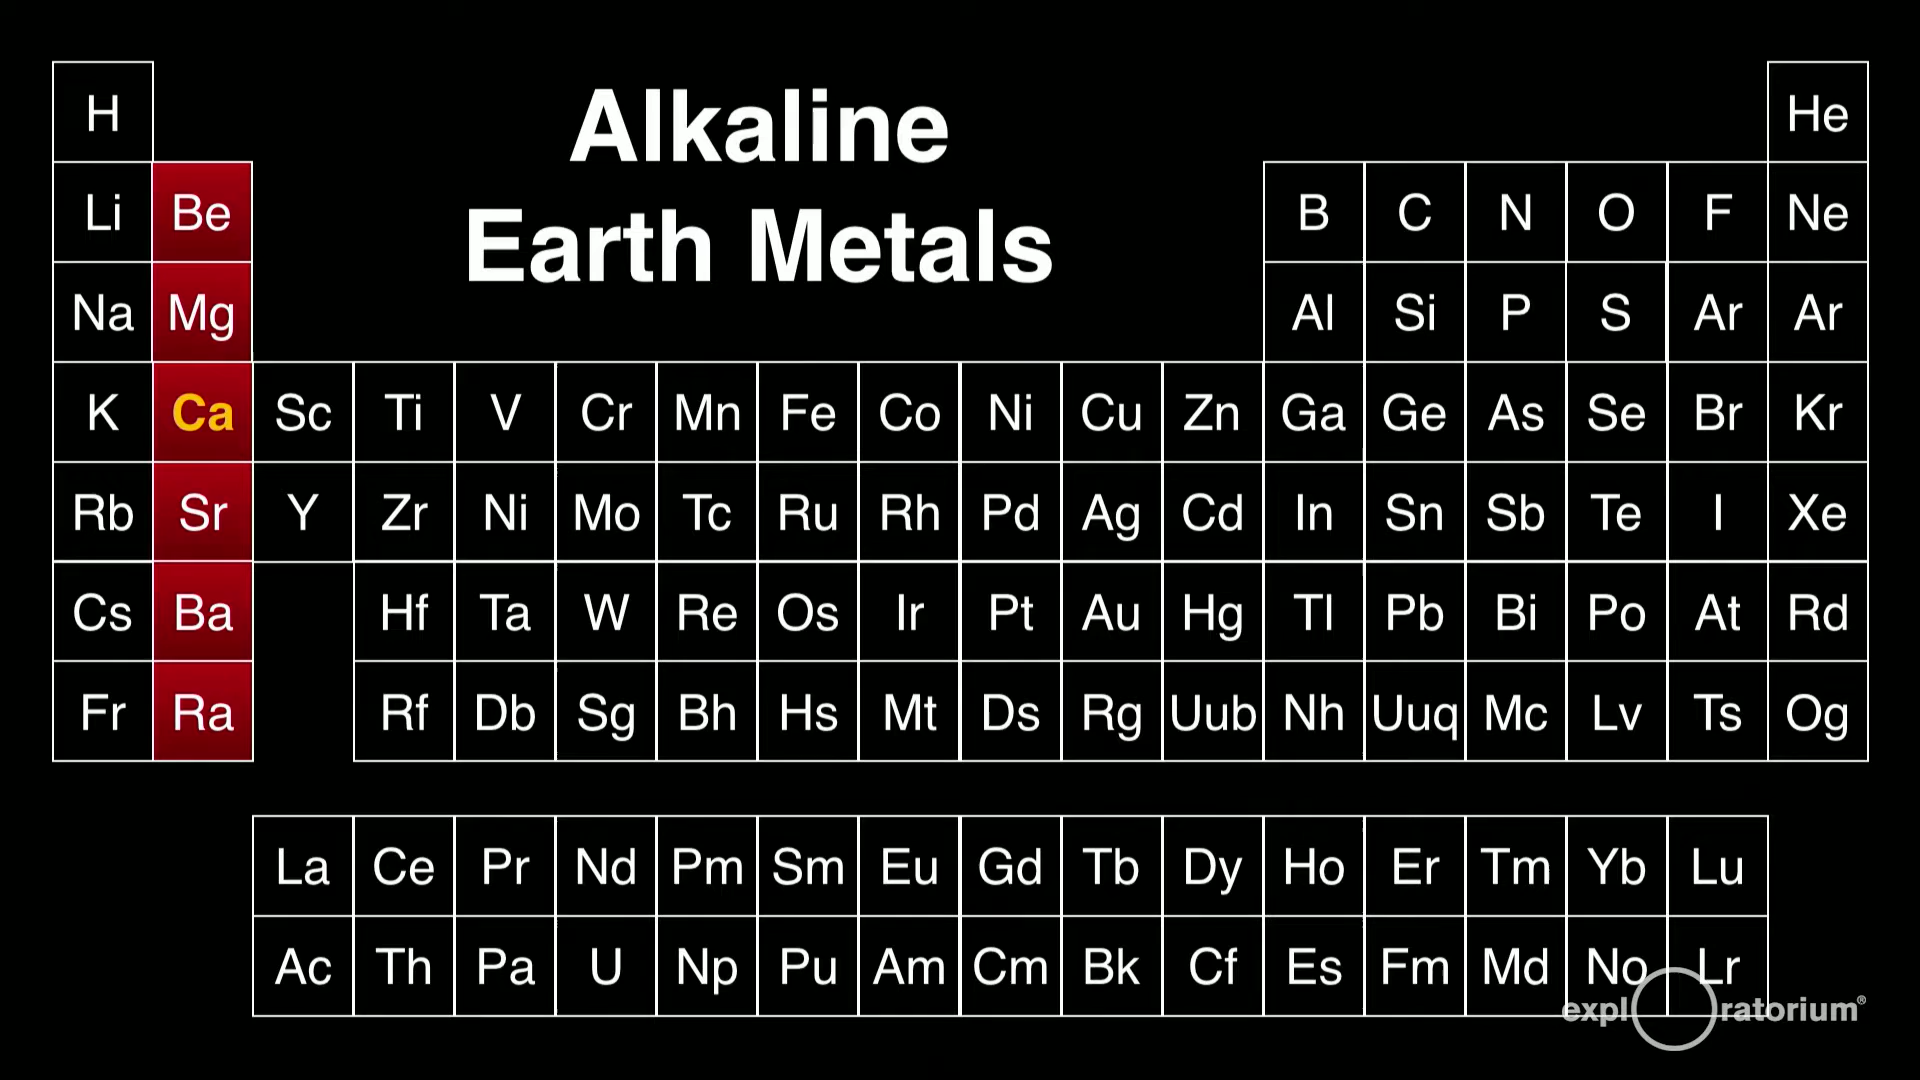 H He
Alkaline
Earth Metals
Li Be B C N O F Ne
Na Mg Al Si P S Ar Ar
K Ca Sc Ti V Cr Mn Fe Co Ni Cu Zn Ga Ge As Se Br Kr
Rb Sr Y Zr Ni Mo Tc Ru Rh Pd Ag Cd In Sn Sb Te I Xe
Cs Ba Hf Ta W Re Os Ir Pt Au Hg Tl Pb Bi Po At Rd
Fr Ra Rf Db Sg Bh Hs Mt Ds Rg Uub Nh Uuq Mc Lv Ts Og
La Ce Pr Nd Pm Sm Eu Gd Tb Dy Ho Er Tm Yb Lu
Ac Th Pa U Np Pu Am Cm Bk Cf Es Fm Md No Lr
exploratorium®